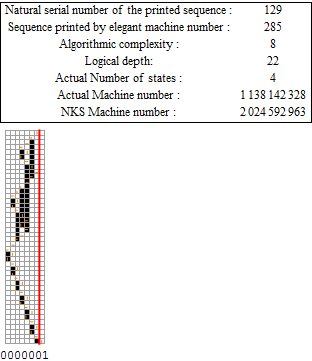 Natural serial number of the printed sequence : 129
Sequence printed by elegant machine number : 285
Algorithmic complexity : 8
Logical depth: 22
Actual Number of states : 4
Actual Machine number : 1 138 142 328
NKS Machine number : 2 024 592 963
0000001